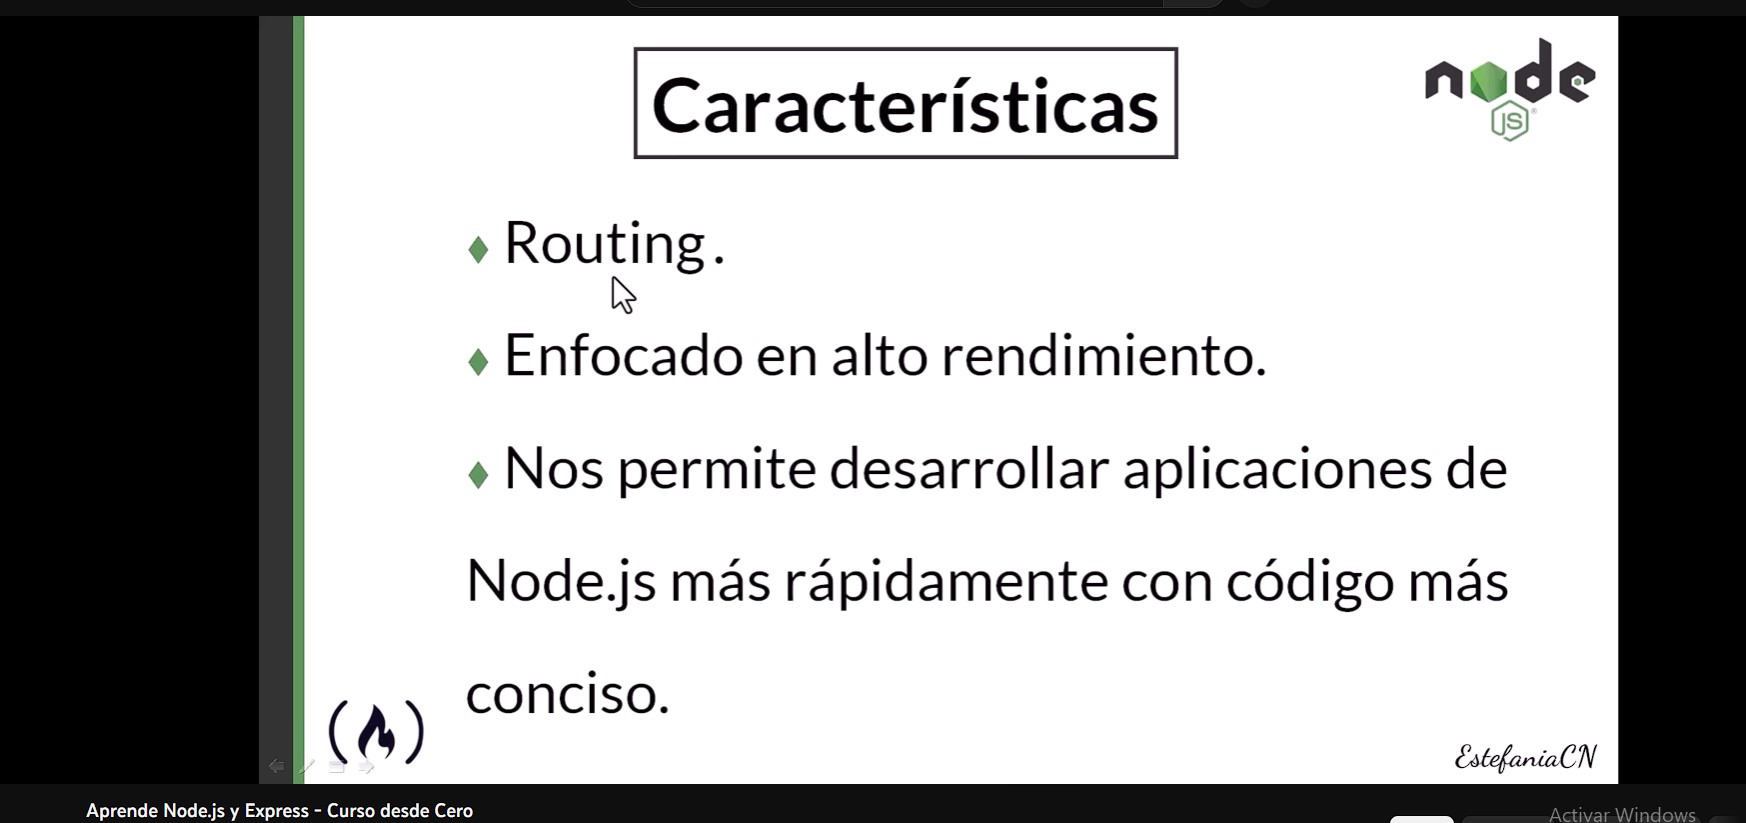 Características
node
JS
Routing.
Enfocado en alto rendimiento.
Nos permite desarrollar aplicaciones de
Node.js más rápidamente con código más
conciso.
EstefaniaCN
Aprende Node.js y Express - Curso desde Cero
Activar Windows